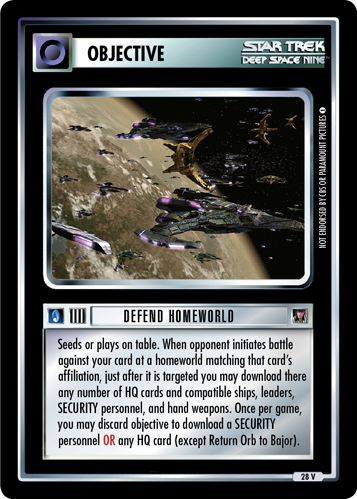 OBJECTIVE
STAR TREK
DEEP SPACE NINE™
NOT ENDORSED BY CBS OR PARAMOUNT PICTURES
DEFEND HOMEWORLD
Seeds or plays on table. When opponent initiates battle
against your card at a homeworld matching that card's
affiliation, just after it is targeted you may download there
any number of HQ cards and compatible ships, leaders,
SECURITY personnel, and hand weapons. Once per game,
you may discard objective to download a SECURITY
personnel OR any HQ card (except Return Orb to Bajor).
28 V